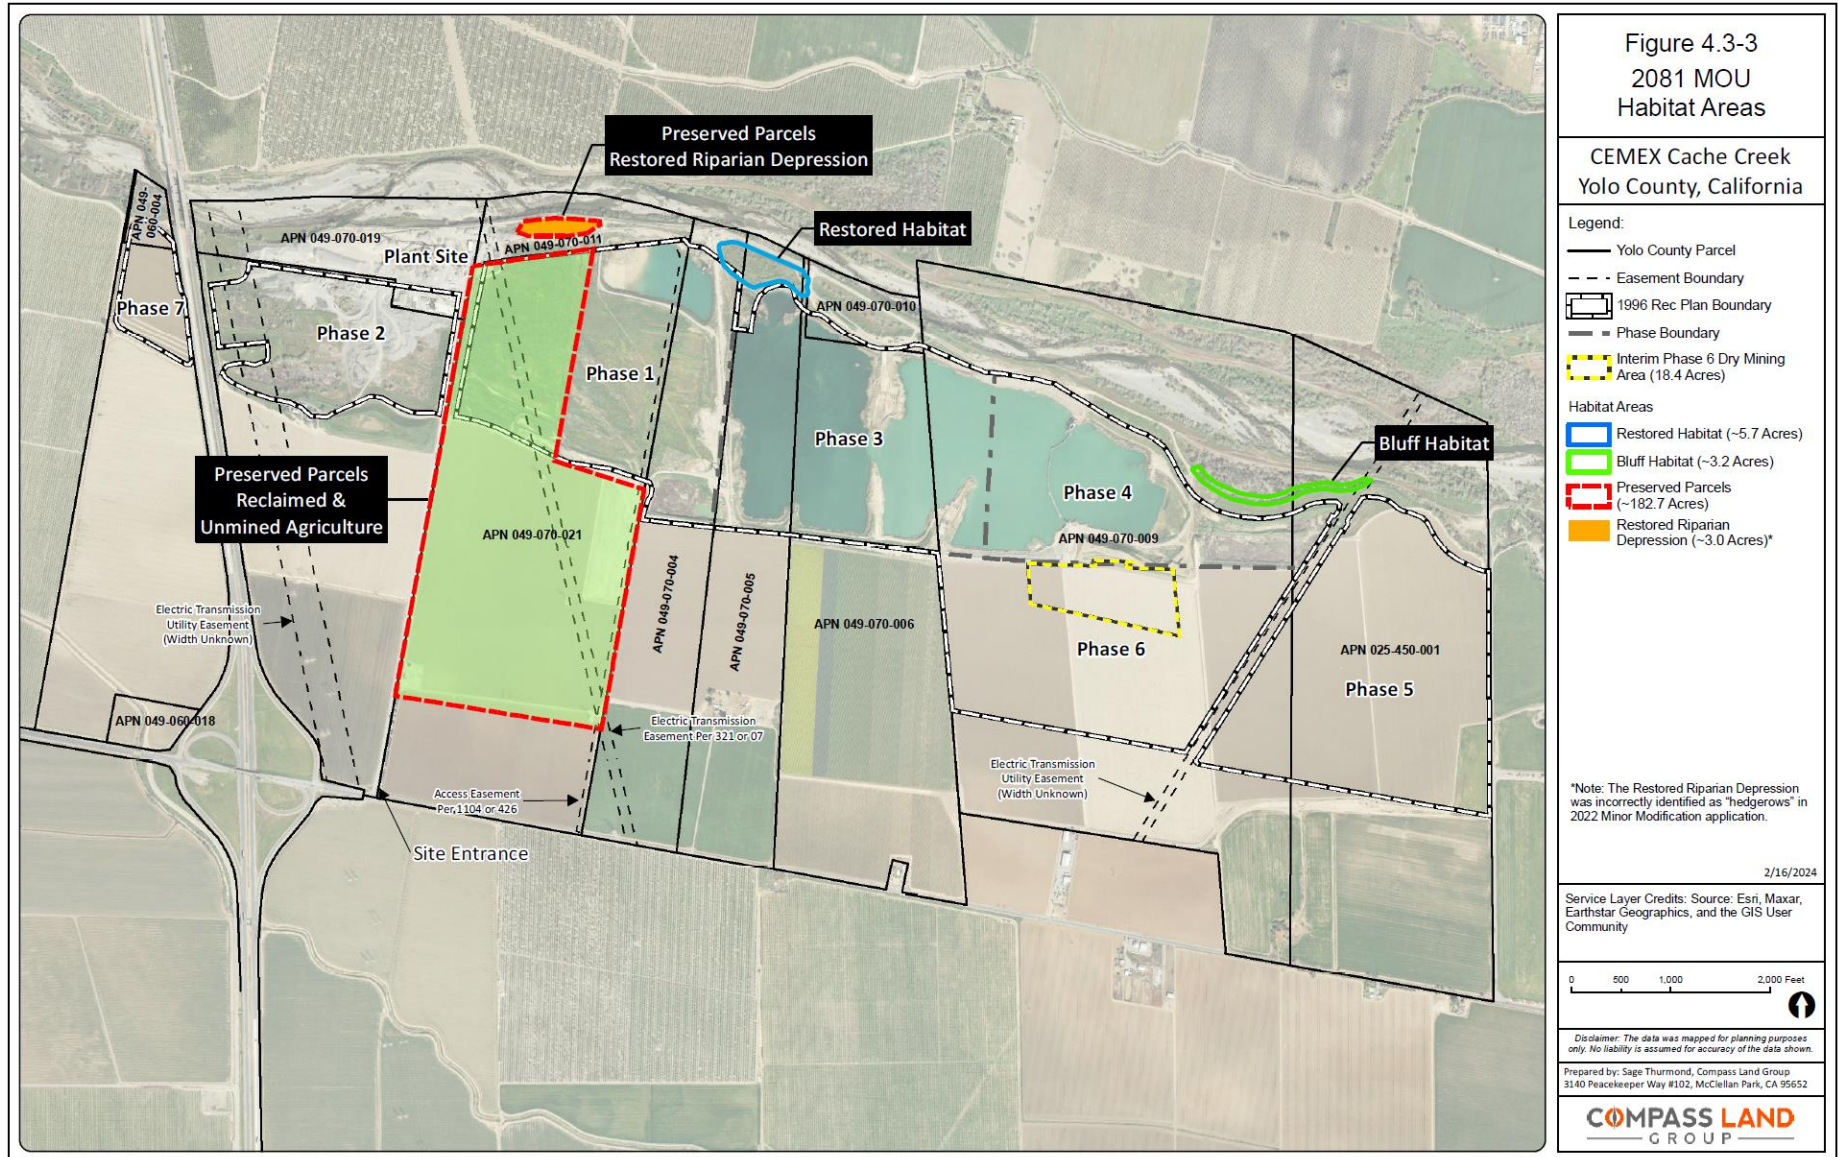 Preserved Parcels
Restored Riparian Depression
Restored Habitat
APN 049-
060-004
APN 049-070-019
Plant Site
APN 049-070-011
APN 049-070-010
Phase 7
Phase 2
Phase 1
Phase 3
Bluff Habitat
Phase 4
Preserved Parcels
Reclaimed &
Unmined Agriculture
APN 049-070-021
APN 049-070-009
APN 049-070-004
APN 049-070-005
APN 049-070-006
Electric Transmission
Utility Easement
(Width Unknown)
Phase 6
APN 025-450-001
Phase 5
APN 049-060-018
Electric Transmission
Easement Per 321 or 07
Electric Transmission
Utility Easement
(Width Unknown)
Access Easement
Per 1104 or 426
Site Entrance
Figure 4.3-3
2081 MOU
Habitat Areas
CEMEX Cache Creek
Yolo County, California
Legend:
Yolo County Parcel
Easement Boundary
1996 Rec Plan Boundary
Phase Boundary
Interim Phase 6 Dry Mining
Area (18.4 Acres)
Habitat Areas
Restored Habitat (~5.7 Acres)
Bluff Habitat (~3.2 Acres)
Preserved Parcels
(~182.7 Acres)
Restored Riparian
Depression (~3.0 Acres)*
*Note: The Restored Riparian Depression
was incorrectly identified as "hedgerows" in
2022 Minor Modification application.
2/16/2024
Service Layer Credits: Source: Esri, Maxar,
Earthstar Geographics, and the GIS User
Community
0 500 1,000 2,000 Feet
Disclaimer: The data was mapped for planning purposes
only. No liability is assumed for accuracy of the data shown.
Prepared by: Sage Thurmond, Compass Land Group
3140 Peacekeeper Way #102, McClellan Park, CA 95652
COMPASS LAND
GROUP